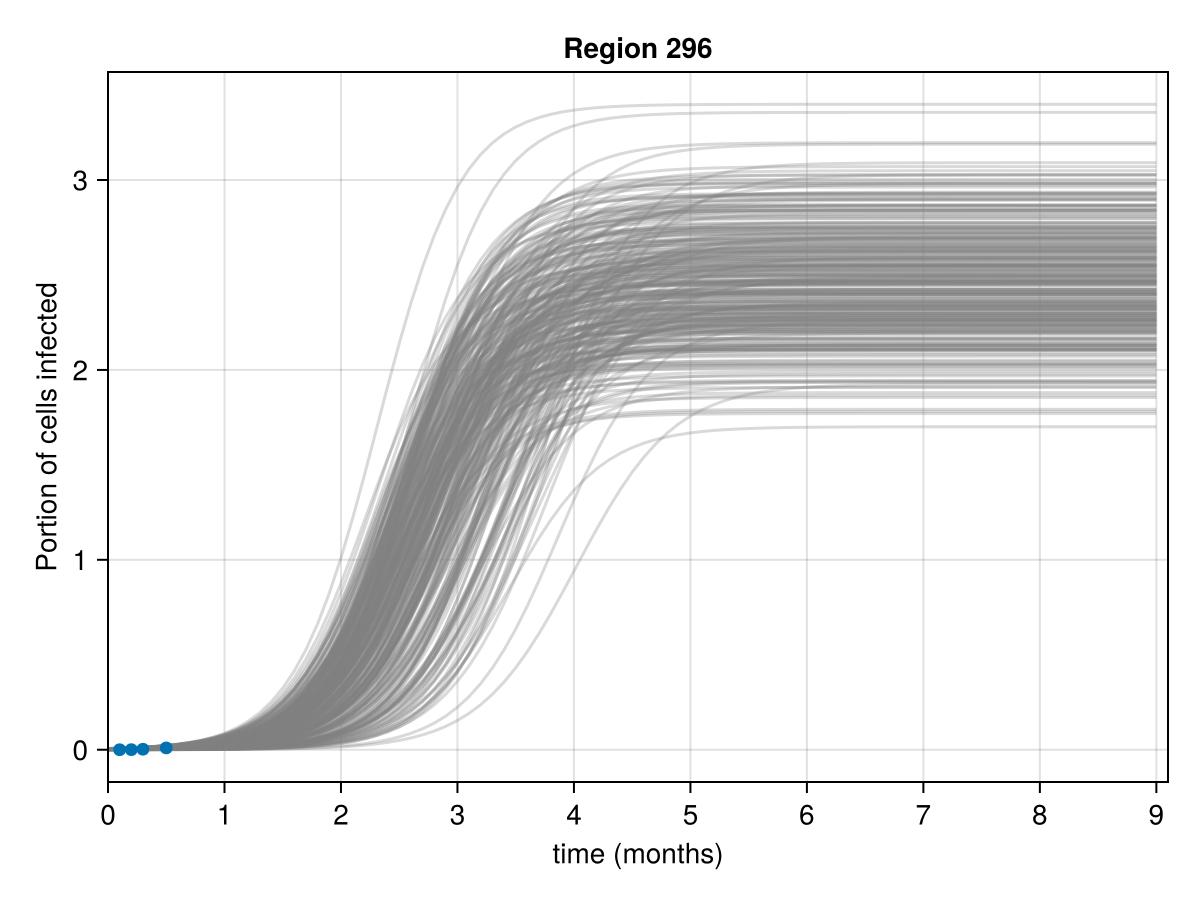 Region 296
Portion of cells infected
3
2
1
0
0 1 2 3 4 5 6 7 8 9
time (months)